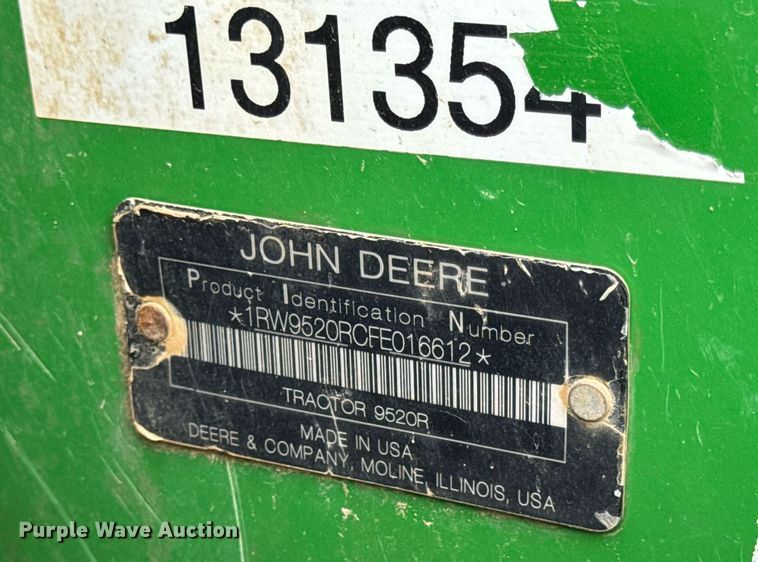 131354
JOHN DEERE
Product Identification Number
*1RW9520RCFE016612*
TRACTOR 9520R
MADE IN USA
DEERE & COMPANY, MOLINE, ILLINOIS, USA
Purple Wave Auction